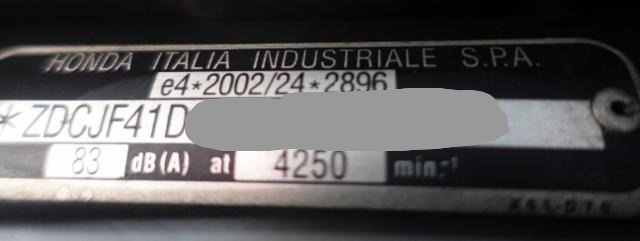 HONDA ITALIA INDUSTRIALE S.P.A.
e4*2002/24*2896
*ZDCJF41D
83 dB(A) at 4250 min.-1